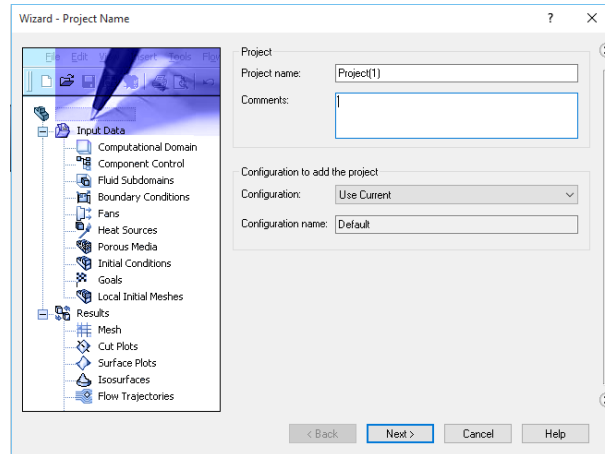 Wizard - Project Name
? X
File Edit Insert Tools
Input Data
Computational Domain
Component Control
Fluid Subdomains
Boundary Conditions
Fans
Heat Sources
Porous Media
Initial Conditions
Goals
Local Initial Meshes
Results
Mesh
Cut Plots
Surface Plots
Isosurfaces
Flow Trajectories
Project
Project name: Project(1)
Comments:
Configuration to add the project
Configuration: Use Current
Configuration name: Default
< Back Next > Cancel Help